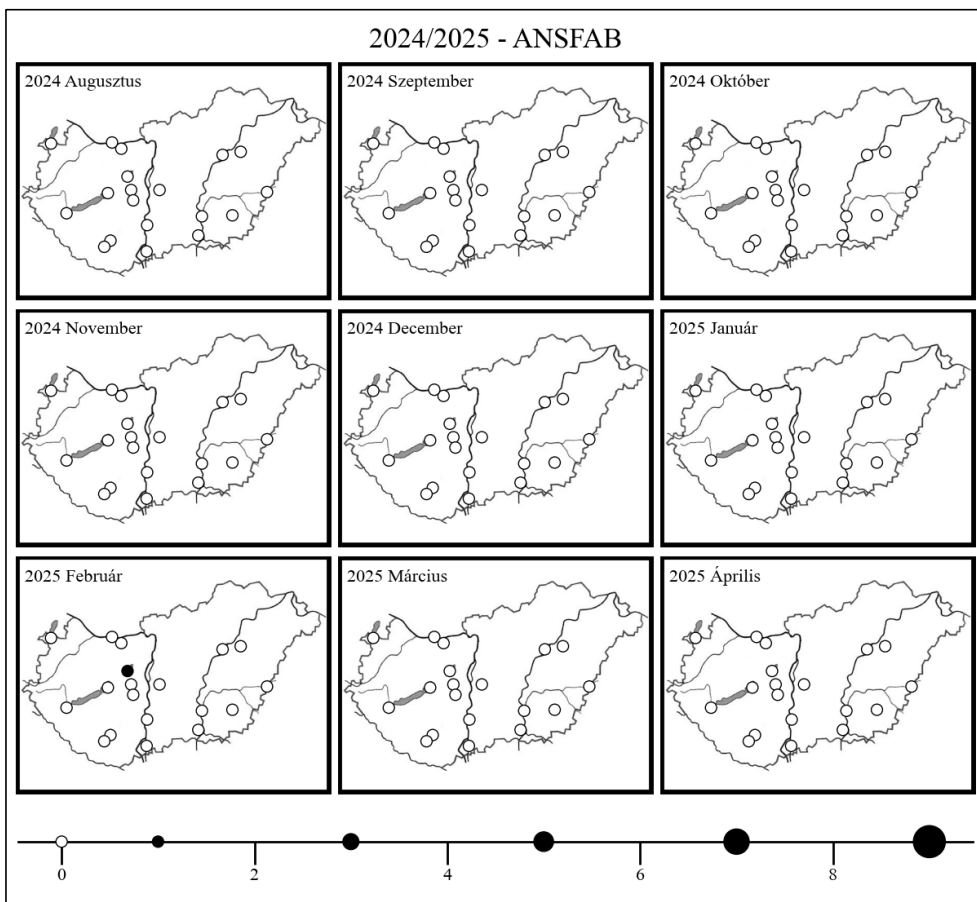 2024/2025 - ANSFAB
2024 Augusztus
2024 Szeptember
2024 Október
2024 November
2024 December
2025 Január
2025 Február
2025 Március
2025 Április
0 2 4 6 8